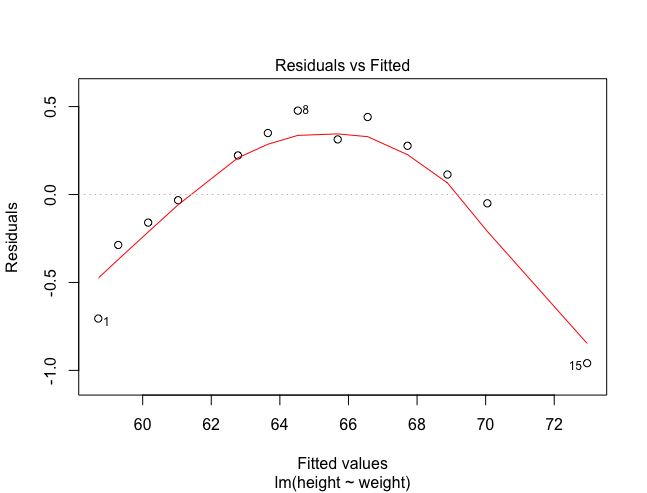 Residuals vs Fitted
Residuals
0.5
0.0
-0.5
-1.0
8
1
15
60 62 64 66 68 70 72
Fitted values
lm(height ~ weight)